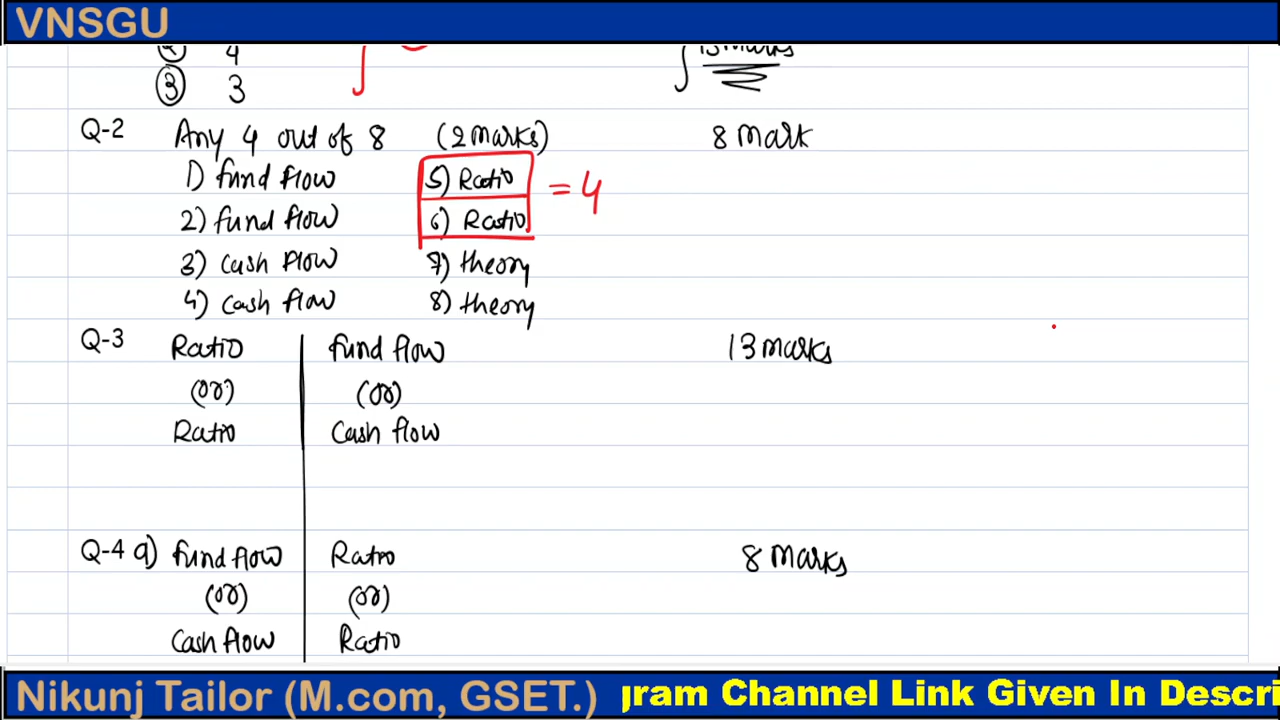 VNSGU
4
13 Marks
③ 3
Q-2 Any 4 out of 8 (2 Marks) 8 Mark
1) fund flow 5) Ratio = 4
2) fund flow 6) Ratio
3) Cash flow 7) theory
4) Cash flow 8) theory
Q-3 Ratio fund flow 13 marks
(or) (or)
Ratio Cash flow
Q-4 a) fund flow Ratio 8 Marks
(or) (or)
Cash flow Ratio
Nikunj Tailor (M.com, GSET.) gram Channel Link Given In Descri